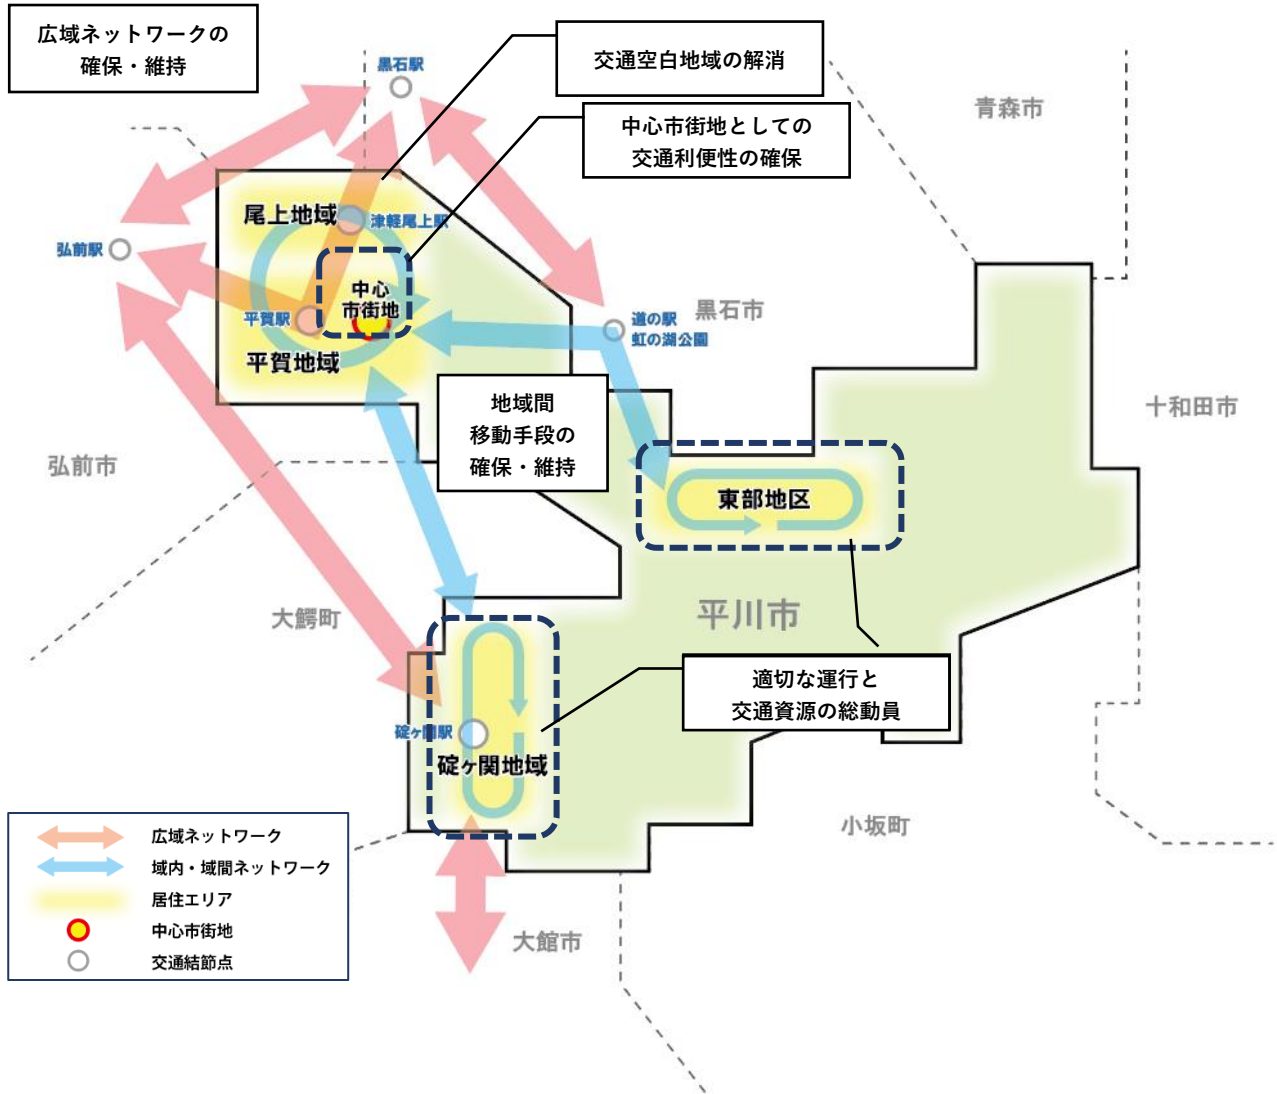 広域ネットワークの
確保・維持
交通空白地域の解消
黒石駅
青森市
中心市街地としての
交通利便性の確保
尾上地域
津軽尾上駅
弘前駅
中心
市街地
平賀駅
道の駅
虹の湖公園
黒石市
平賀地域
地域間
移動手段の
確保・維持
十和田市
弘前市
東部地区
大鰐町
平川市
適切な運行と
交通資源の総動員
碇ヶ関駅
碇ヶ関地域
小坂町
大館市
広域ネットワーク
域内・域間ネットワーク
居住エリア
中心市街地
交通結節点